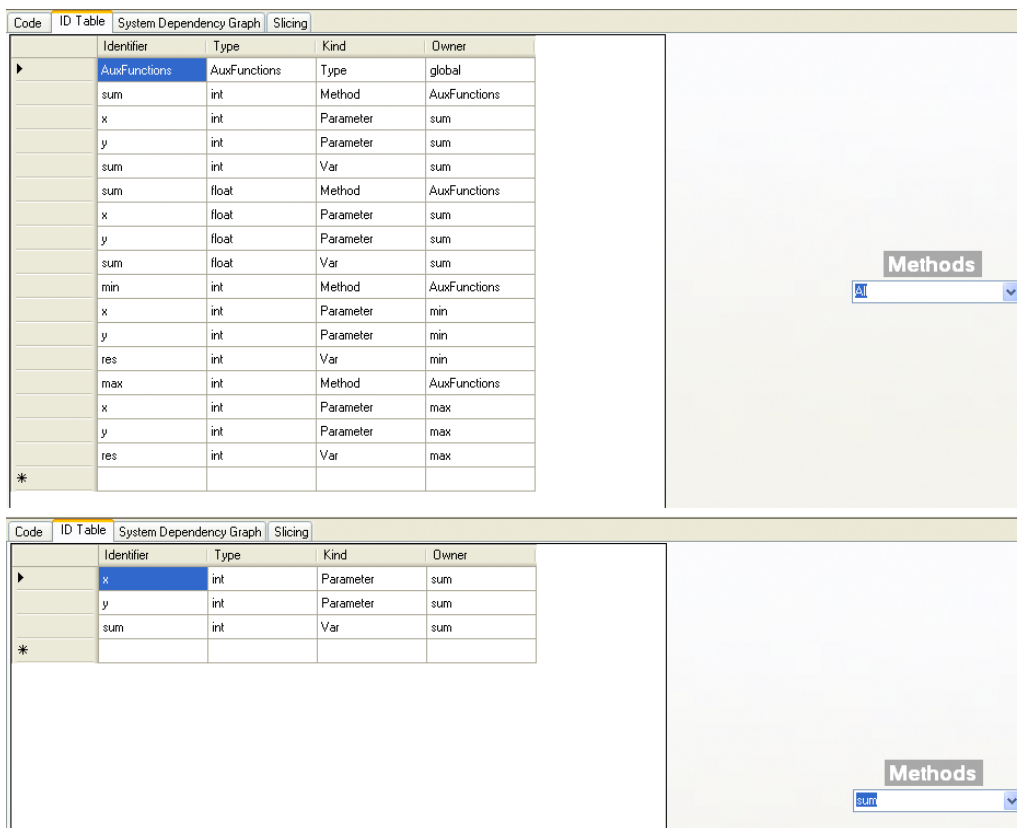 Code ID Table System Dependency Graph Slicing
Identifier Type Kind Owner
AuxFunctions AuxFunctions Type global
sum int Method AuxFunctions
x int Parameter sum
y int Parameter sum
sum int Var sum
sum float Method AuxFunctions
x float Parameter sum
y float Parameter sum
sum float Var sum
min int Method AuxFunctions
x int Parameter min
y int Parameter min
res int Var min
max int Method AuxFunctions
x int Parameter max
y int Parameter max
res int Var max
Methods
All
Code ID Table System Dependency Graph Slicing
Identifier Type Kind Owner
x int Parameter sum
y int Parameter sum
sum int Var sum
Methods
sum